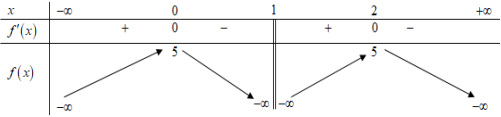 x −∞ 0 1 2 +∞
f′(x) + 0 − + 0 −
5 5
f(x)
−∞ −∞ −∞ −∞